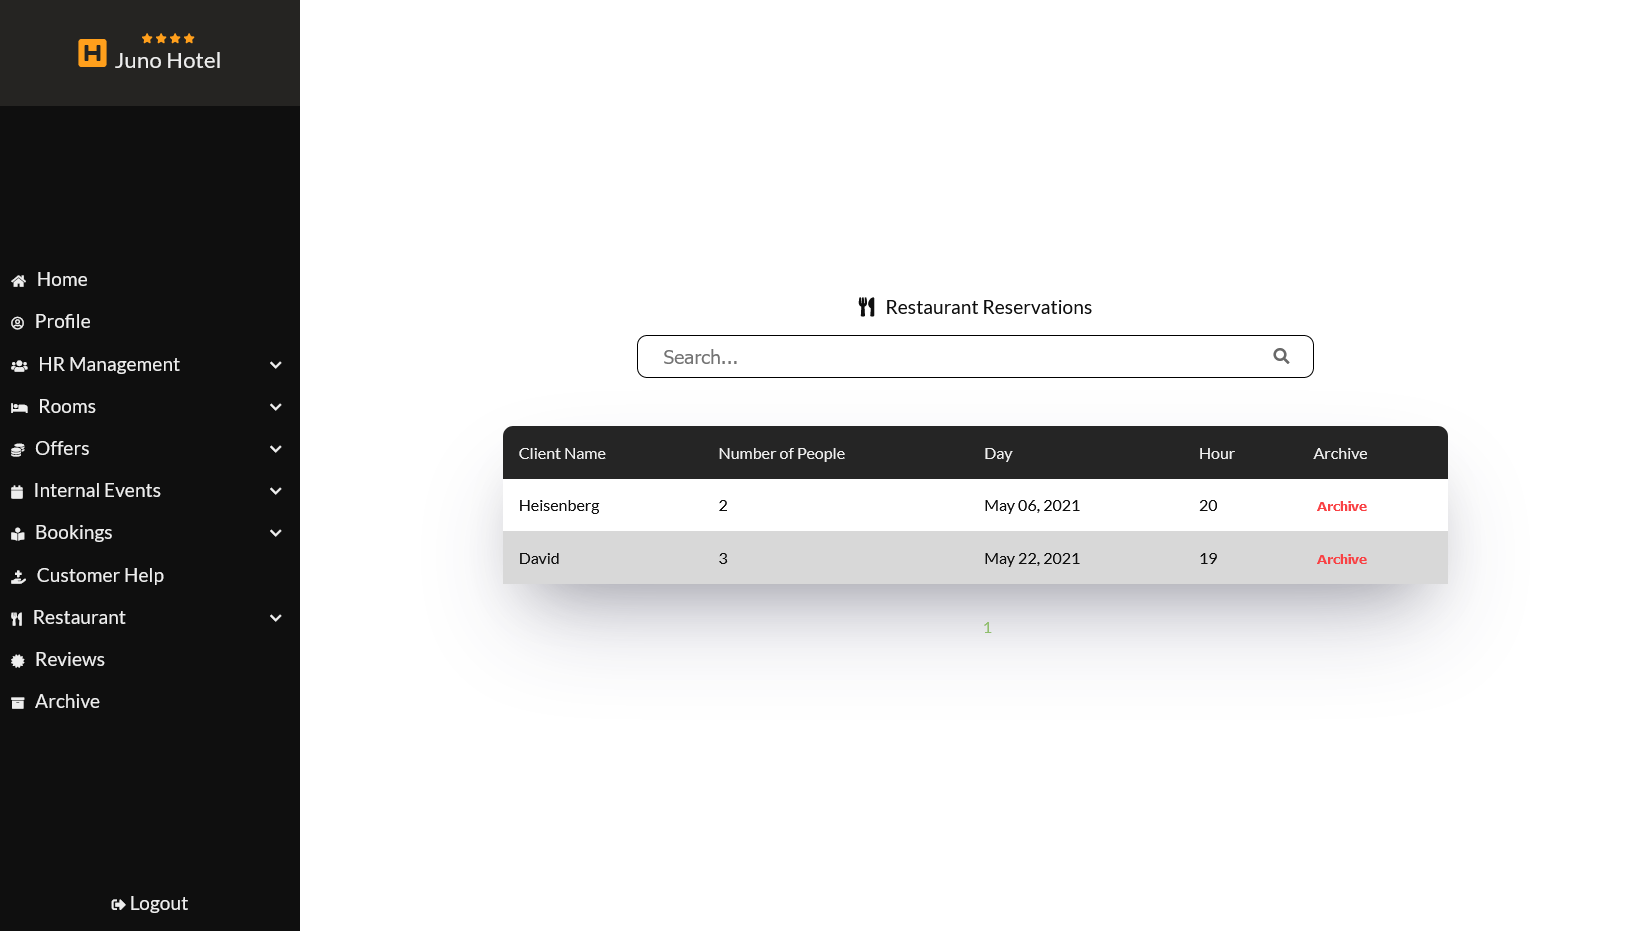 Juno Hotel
Home
Profile
HR Management
Rooms
Offers
Internal Events
Bookings
Customer Help
Restaurant
Reviews
Archive
Logout
Restaurant Reservations
Search...
Client Name Number of People Day Hour Archive
Heisenberg 2 May 06, 2021 20 Archive
David 3 May 22, 2021 19 Archive
1